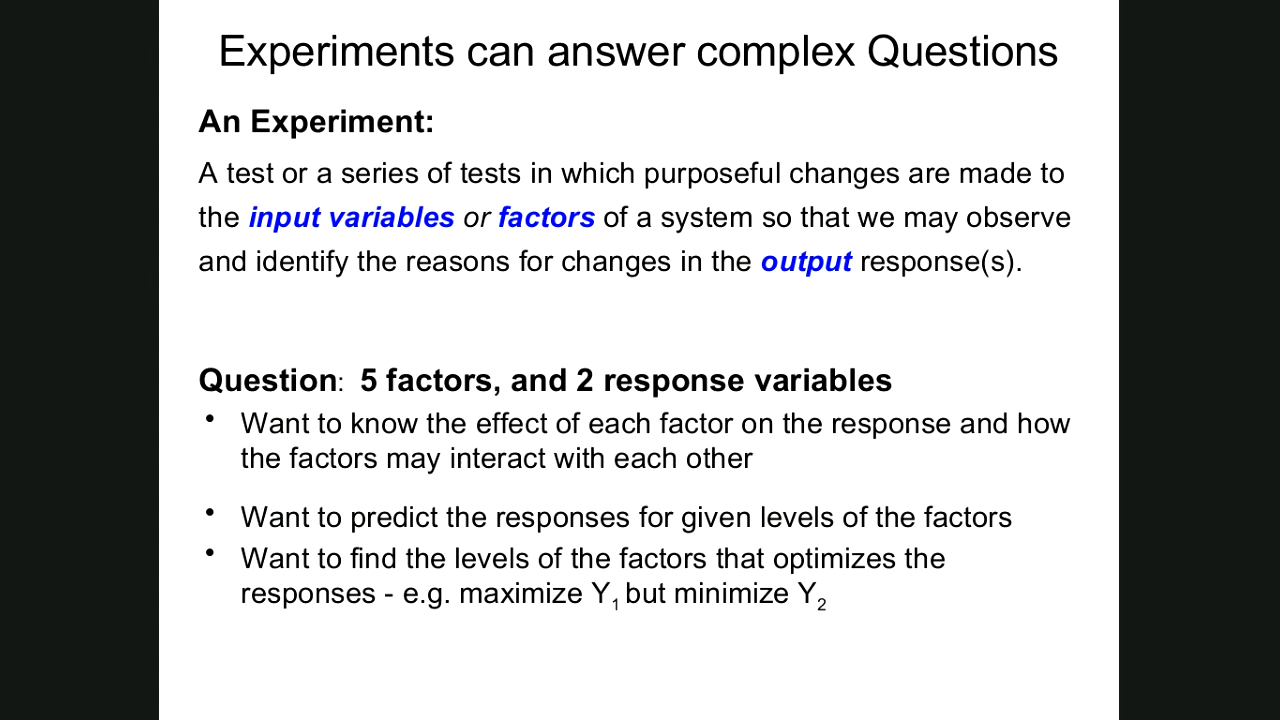 Experiments can answer complex Questions
An Experiment:
A test or a series of tests in which purposeful changes are made to
the input variables or factors of a system so that we may observe
and identify the reasons for changes in the output response(s).
Question:  5 factors, and 2 response variables
• Want to know the effect of each factor on the response and how
the factors may interact with each other
• Want to predict the responses for given levels of the factors
• Want to find the levels of the factors that optimizes the
responses - e.g. maximize Y1 but minimize Y2